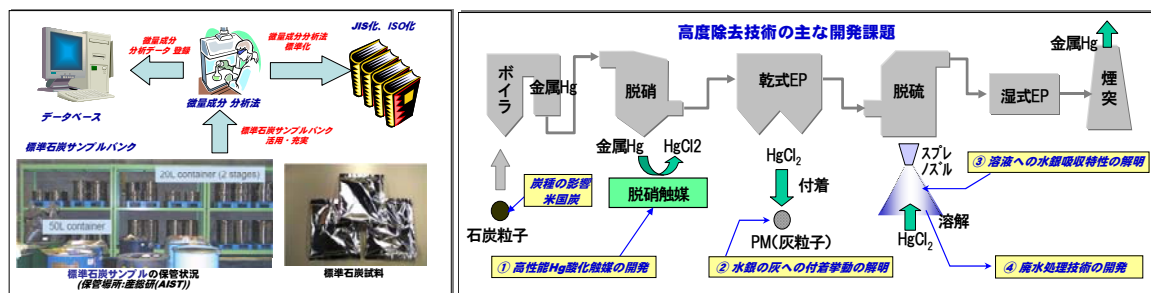 JIS化、ISO化
微量成分
分析データ 登録
微量成分分析法
標準化
微量成分 分析法
データベース
標準石炭サンプルバンク
活用・充実
標準石炭サンプルバンク
20L container (2 stages)
50L container
標準石炭サンプルの保管状況
(保管場所:産総研(AIST))
標準石炭試料
高度除去技術の主な開発課題
金属Hg
ボイラ
金属Hg
脱硝
乾式EP
脱硫
湿式EP
煙突
金属Hg
HgCl2
脱硝触媒
HgCl2
付着
PM(灰粒子)
スプレ
ノズル
溶解
HgCl2
炭種の影響
米国炭
石炭粒子
① 高性能Hg酸化触媒の開発
② 水銀の灰への付着挙動の解明
③ 溶液への水銀吸収特性の解明
④ 廃水処理技術の開発